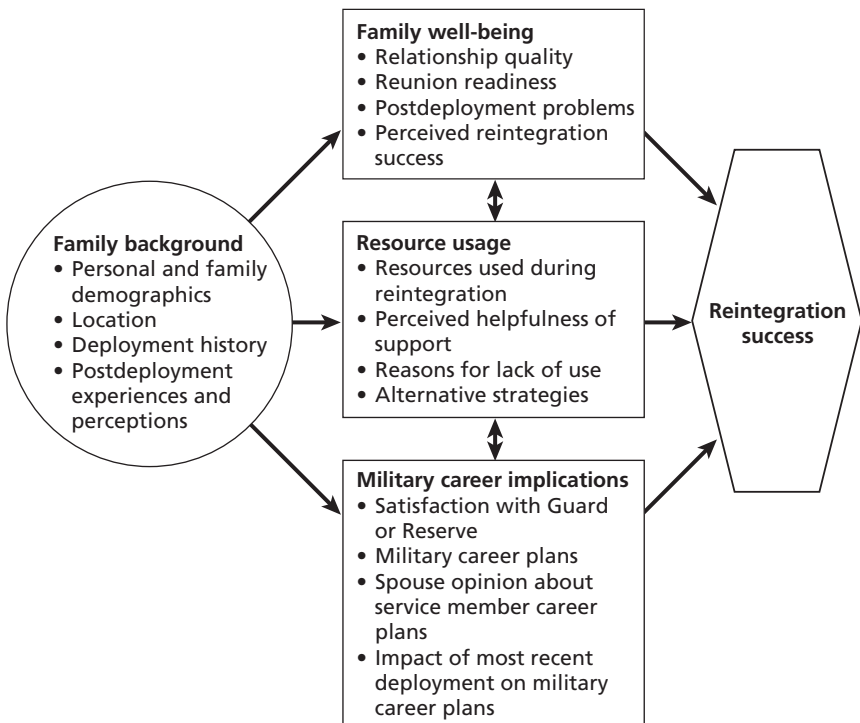 Family well-being
• Relationship quality
• Reunion readiness
• Postdeployment problems
• Perceived reintegration
success
Family background
• Personal and family
demographics
• Location
• Deployment history
• Postdeployment
experiences and
perceptions
Resource usage
• Resources used during
reintegration
• Perceived helpfulness of
support
• Reasons for lack of use
• Alternative strategies
Military career implications
• Satisfaction with Guard
or Reserve
• Military career plans
• Spouse opinion about
service member career
plans
• Impact of most recent
deployment on military
career plans
Reintegration
success